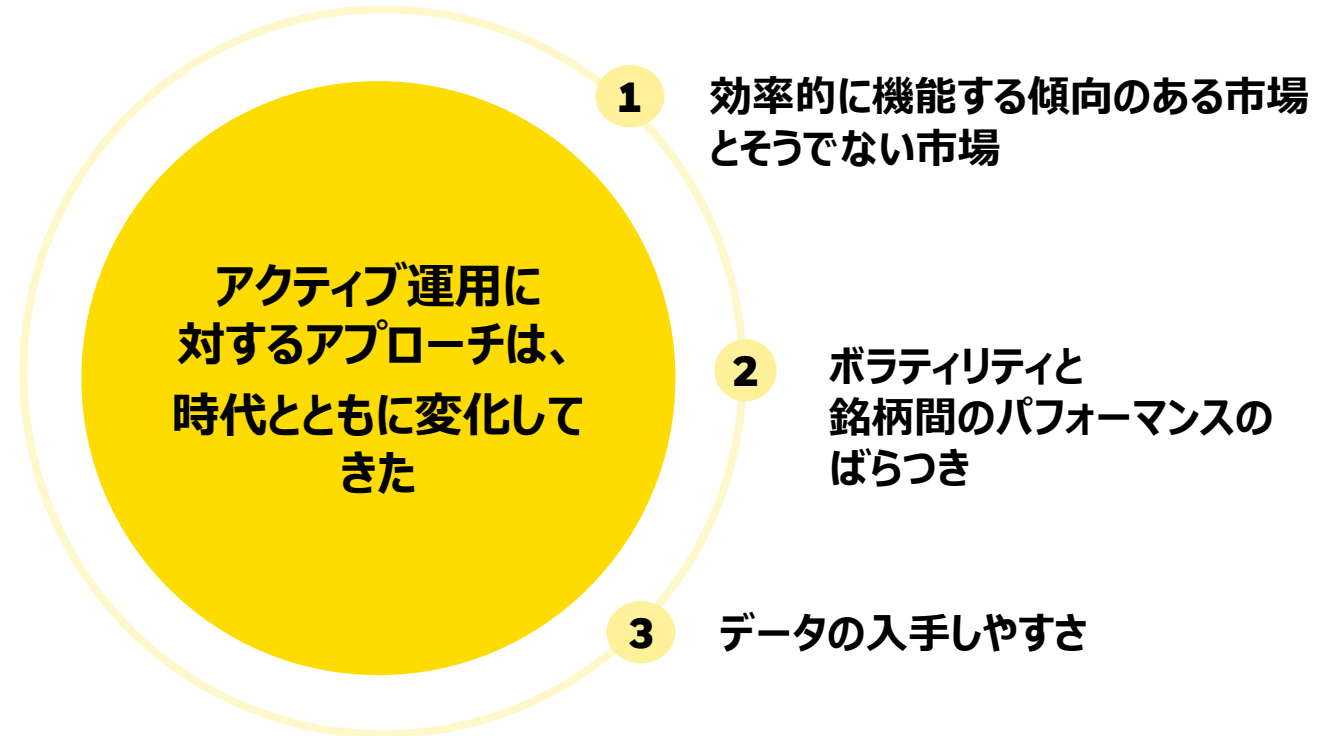 アクティブ運用に
対するアプローチは、
時代とともに変化して
きた
1
効率的に機能する傾向のある市場
とそうでない市場
2
ボラティリティと
銘柄間のパフォーマンスの
ばらつき
3
データの入手しやすさ